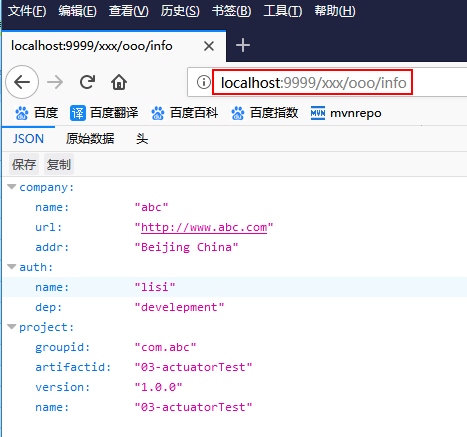 文件(F) 编辑(E) 查看(V) 历史(S) 书签(B) 工具(T) 帮助(H)
localhost:9999/xxx/ooo/info
localhost:9999/xxx/ooo/info
百度 译 百度翻译 百度百科 百度指数 MVN mvnrepo
JSON 原始数据 头
保存 复制
company:
name: "abc"
url: "http://www.abc.com"
addr: "Beijing China"
auth:
name: "lisi"
dep: "develepment"
project:
groupid: "com.abc"
artifactid: "03-actuatorTest"
version: "1.0.0"
name: "03-actuatorTest"